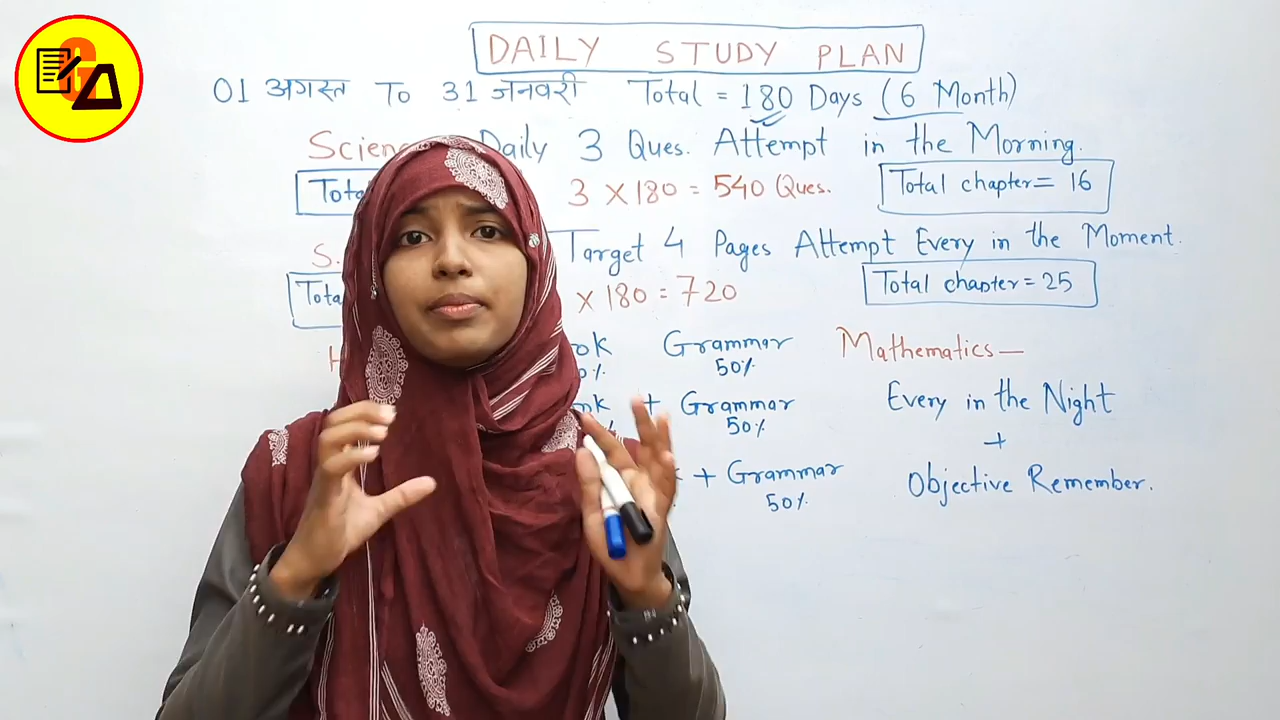 DAILY STUDY PLAN
01 अगस्त To 31 जनवरी Total = 180 Days (6 Month)
Daily 3 Ques. Attempt in the Morning.
3 X 180 = 540 Ques. Total chapter = 16
S. Target 4 Pages Attempt Every in the Moment.
X 180 = 720 Total chapter = 25
Grammar Mathematics—
50%
+ Grammar Every in the Night
50% +
+ Grammar Objective Remember.
50%